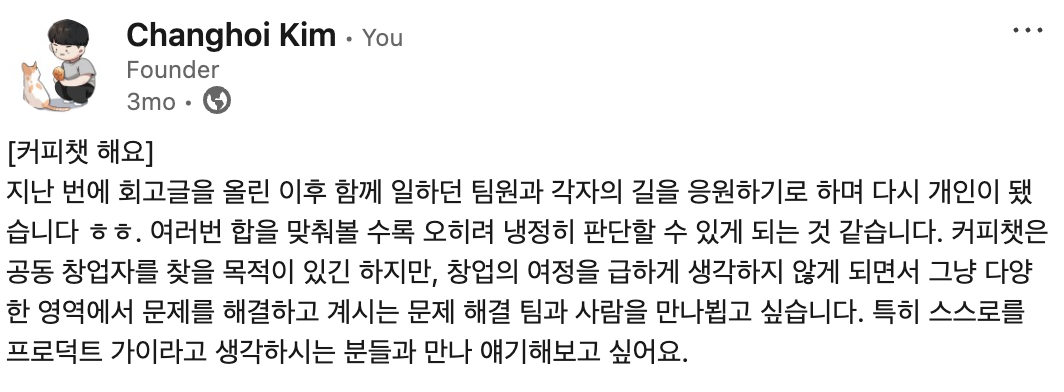 Changhoi Kim • You
Founder
3mo •
[커피챗 해요]
지난 번에 회고글을 올린 이후 함께 일하던 팀원과 각자의 길을 응원하기로 하며 다시 개인이 됐
습니다 ㅎㅎ. 여러번 합을 맞춰볼 수록 오히려 냉정히 판단할 수 있게 되는 것 같습니다. 커피챗은
공동 창업자를 찾을 목적이 있긴 하지만, 창업의 여정을 급하게 생각하지 않게 되면서 그냥 다양
한 영역에서 문제를 해결하고 계시는 문제 해결 팀과 사람을 만나뵙고 싶습니다. 특히 스스로를
프로덕트 가이라고 생각하시는 분들과 만나 얘기해보고 싶어요.